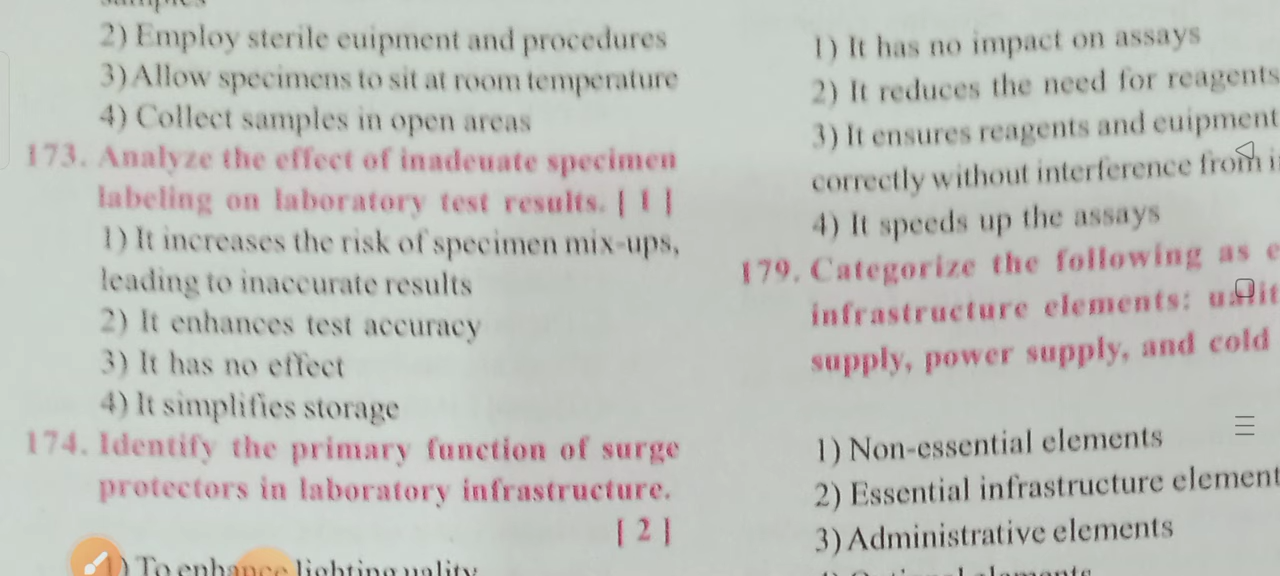 2) Employ sterile euipment and procedures
3) Allow specimens to sit at room temperature
4) Collect samples in open areas
173. Analyze the effect of inadeuate specimen
labeling on laboratory test results. [ 1 ]
1) It increases the risk of specimen mix-ups,
leading to inaccurate results
2) It enhances test accuracy
3) It has no effect
4) It simplifies storage
174. Identify the primary function of surge
protectors in laboratory infrastructure.
[ 2 ]
1) To enhance lighting uality
1) It has no impact on assays
2) It reduces the need for reagents
3) It ensures reagents and euipment
correctly without interference from
4) It speeds up the assays
179. Categorize the following as
infrastructure elements:
supply, power supply, and cold
1) Non-essential elements
2) Essential infrastructure element
3) Administrative elements